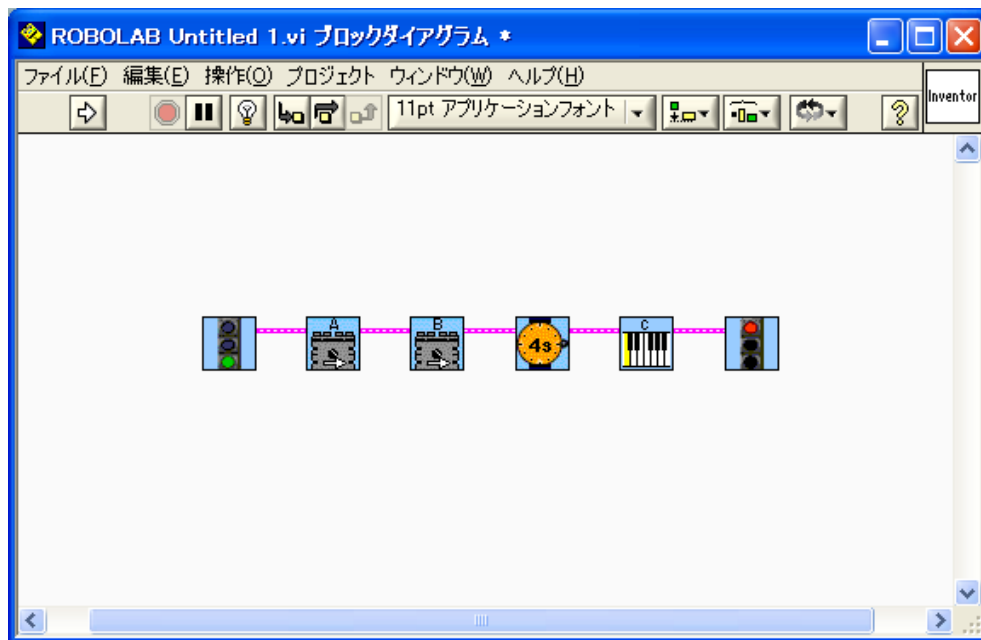 ROBOLAB Untitled 1.vi ブロックダイアグラム *
ファイル(F) 編集(E) 操作(O) プロジェクト ウィンドウ(W) ヘルプ(H)
11pt アプリケーションフォント
Inventor
A B 4s C